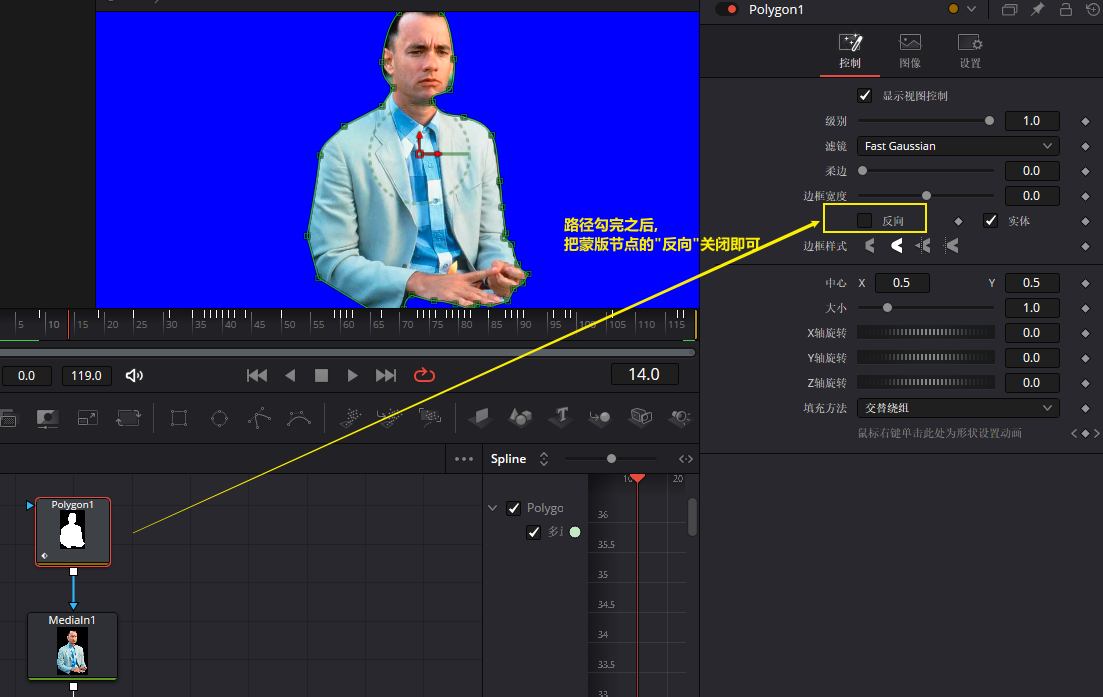 Polygon1
控制
图像
设置
显示视图控制
级别
1.0
滤镜
Fast Gaussian
柔边
0.0
边框宽度
0.0
反向
实体
边框样式
中心
X
0.5
Y
0.5
大小
1.0
X轴旋转
0.0
Y轴旋转
0.0
Z轴旋转
0.0
填充方法
交替绕组
鼠标右键单击此处为形状设置动画
路径勾完之后,
把蒙版节点的"反向"关闭即可
5 10 15 20 25 30 35 40 45 50 55 60 65 70 75 80 85 90 95 100 105 110 115
0.0
119.0
14.0
Spline
Polygo
10
20
36
35.5
35
34.5
34
33.5
33
Polygon1
MediaIn1